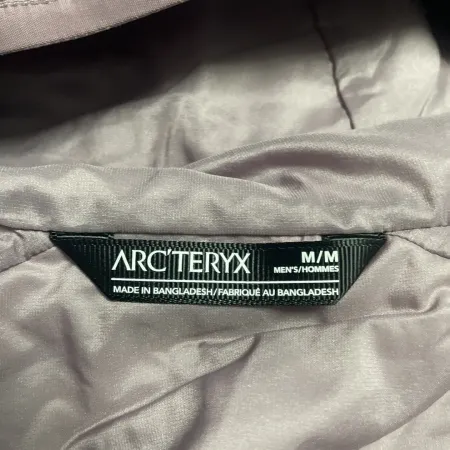 ARC'TERYX
M/M
MEN'S/HOMMES
MADE IN BANGLADESH/FABRIQUÉ AU BANGLADESH